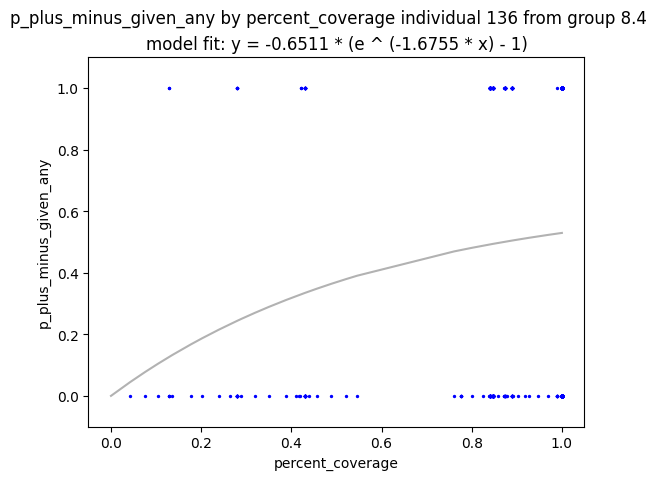 p_plus_minus_given_any by percent_coverage individual 136 from group 8.4
model fit: y = -0.6511 * (e ^ (-1.6755 * x) - 1)
1.0
0.8
0.6
0.4
0.2
0.0
p_plus_minus_given_any
0.0 0.2 0.4 0.6 0.8 1.0
percent_coverage